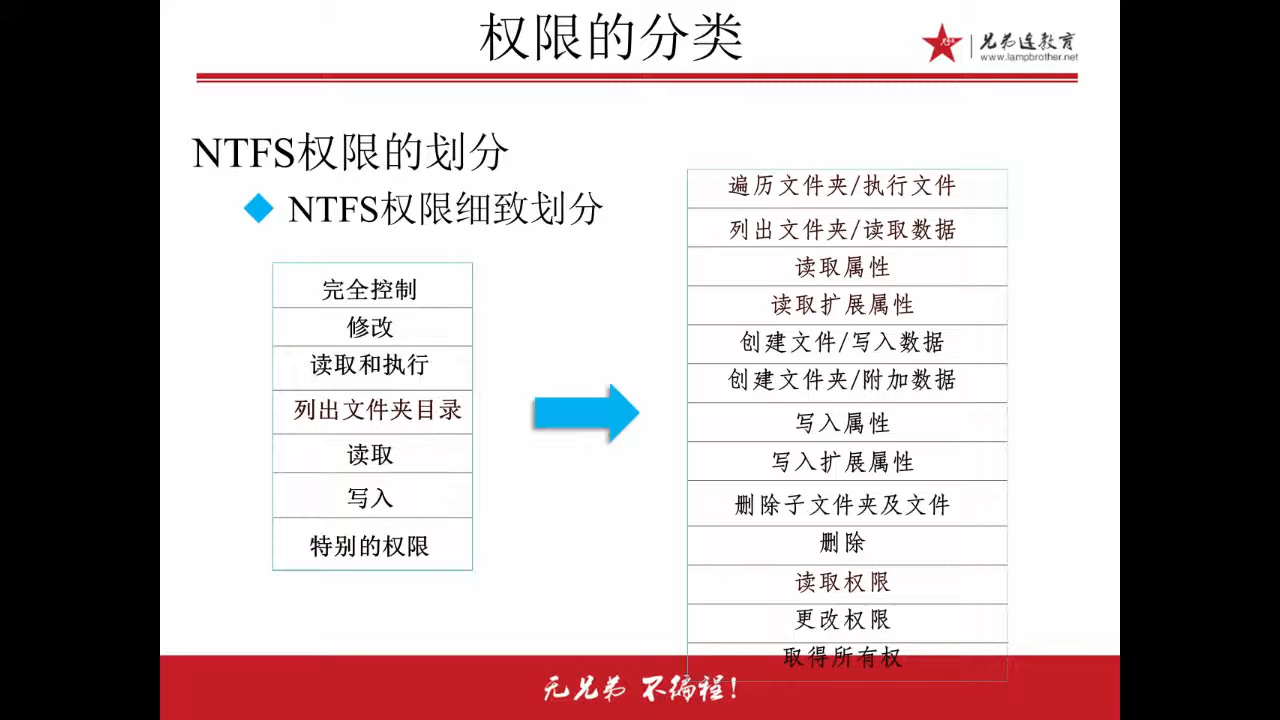 权限的分类
兄弟连教育
www.lampbrother.net
NTFS权限的划分
NTFS权限细致划分
完全控制
修改
读取和执行
列出文件夹目录
读取
写入
特别的权限
遍历文件夹/执行文件
列出文件夹/读取数据
读取属性
读取扩展属性
创建文件/写入数据
创建文件夹/附加数据
写入属性
写入扩展属性
删除子文件夹及文件
删除
读取权限
更改权限
取得所有权
无兄弟 不编程!